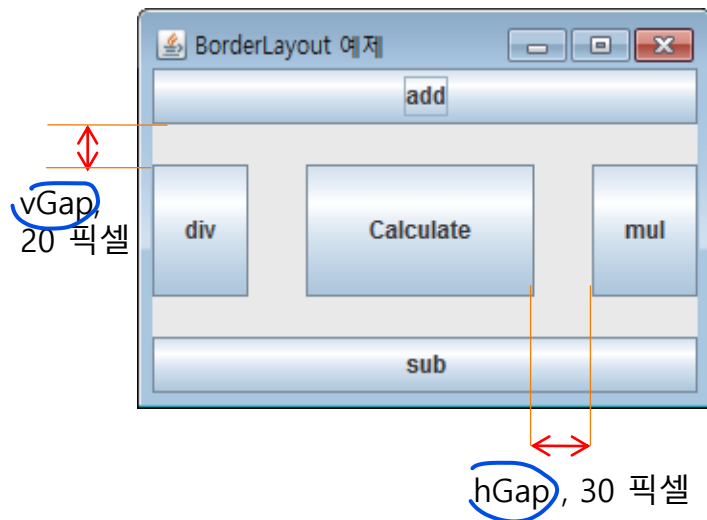 BorderLayout 예제
add
vGap,
20 픽셀
div
Calculate
mul
sub
hGap , 30 픽셀